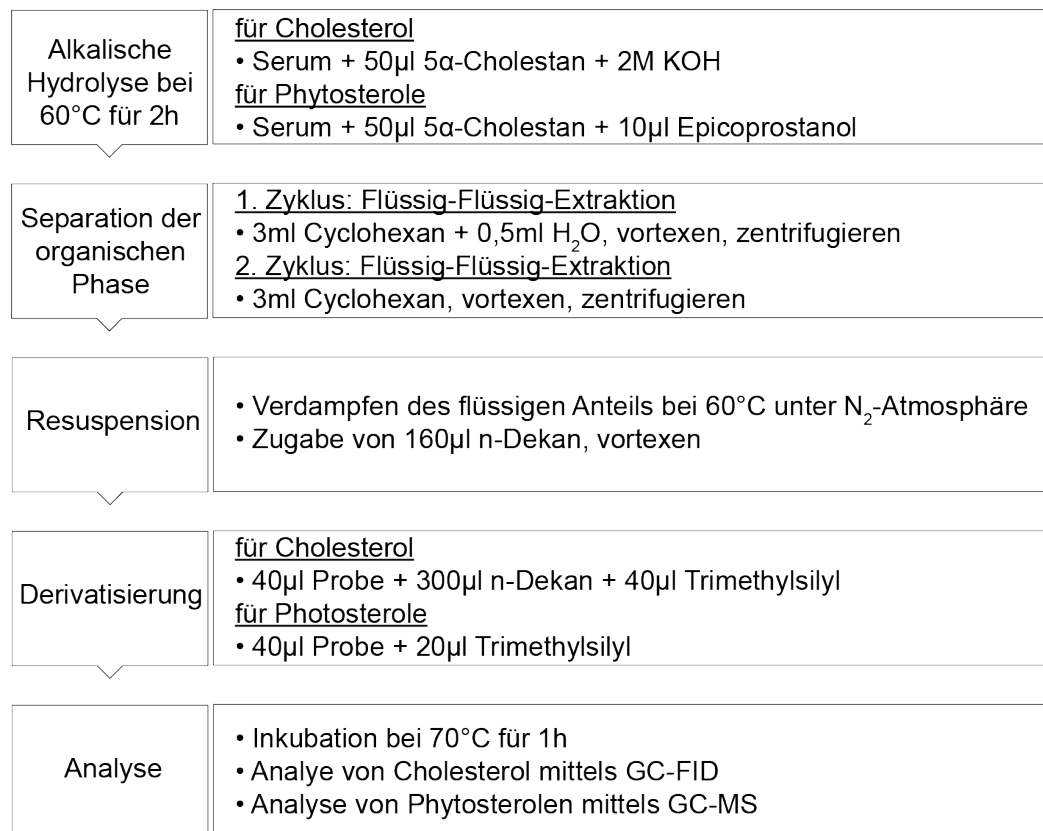 Alkalische
Hydrolyse bei
60°C für 2h
für Cholesterol
• Serum + 50µl 5α-Cholestan + 2M KOH
für Phytosterole
• Serum + 50µl 5α-Cholestan + 10µl Epicoprostanol
Separation der
organischen
Phase
1. Zyklus: Flüssig-Flüssig-Extraktion
• 3ml Cyclohexan + 0,5ml H₂O, vortexen, zentrifugieren
2. Zyklus: Flüssig-Flüssig-Extraktion
• 3ml Cyclohexan, vortexen, zentrifugieren
Resuspension
• Verdampfen des flüssigen Anteils bei 60°C unter N₂-Atmosphäre
• Zugabe von 160µl n-Dekan, vortexen
Derivatisierung
für Cholesterol
• 40µl Probe + 300µl n-Dekan + 40µl Trimethylsilyl
für Photosterole
• 40µl Probe + 20µl Trimethylsilyl
Analyse
• Inkubation bei 70°C für 1h
• Analye von Cholesterol mittels GC-FID
• Analyse von Phytosterolen mittels GC-MS